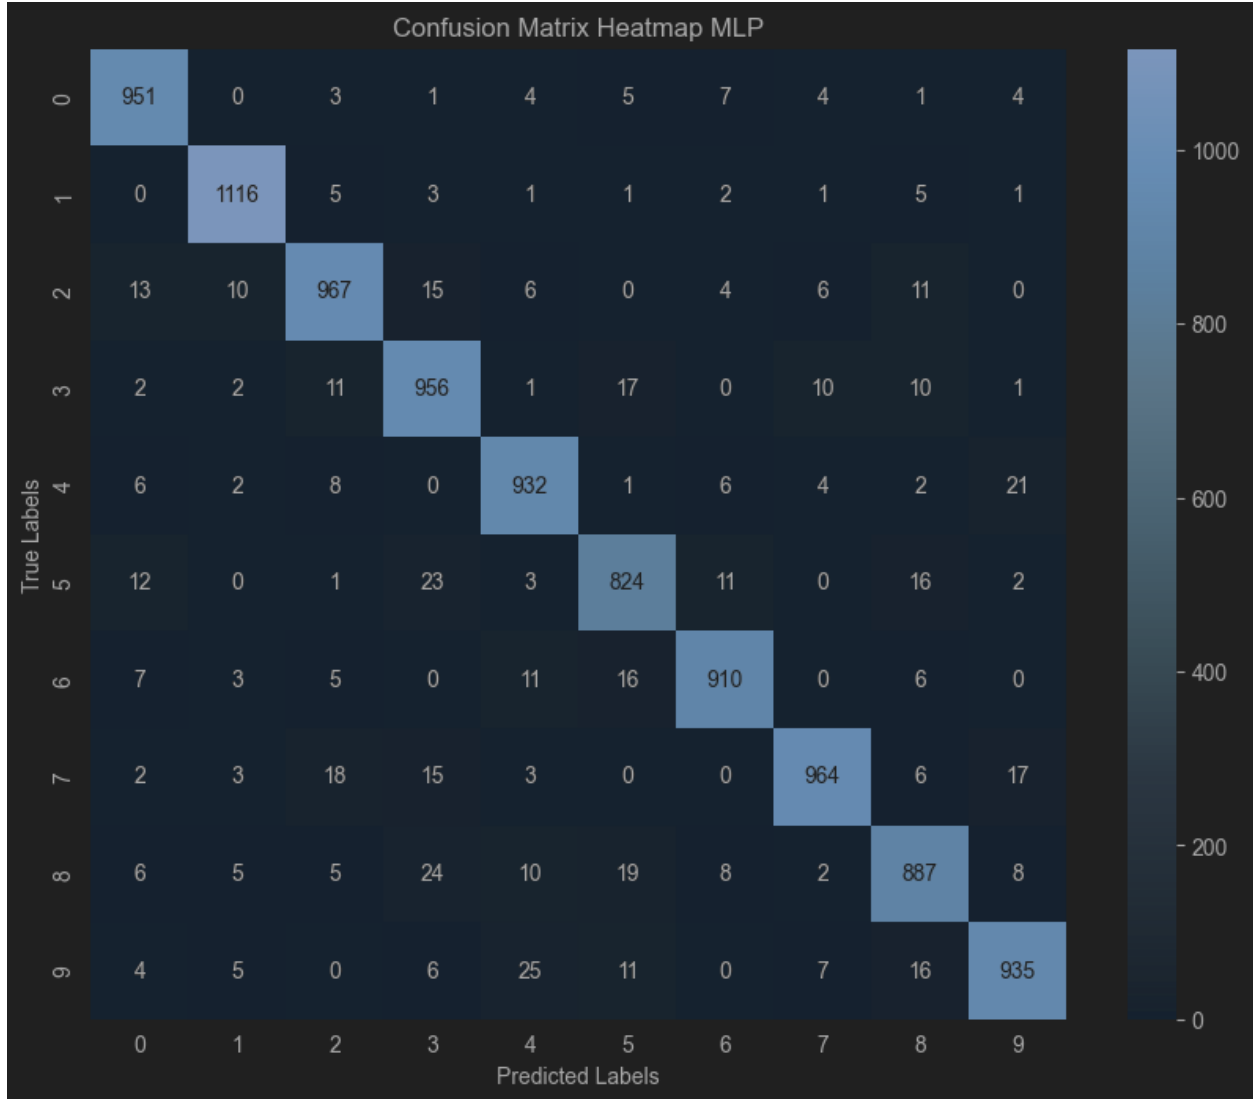 Confusion Matrix Heatmap MLP
0 951 0 3 1 4 5 7 4 1 4
1 0 1116 5 3 1 1 2 1 5 1
2 13 10 967 15 6 0 4 6 11 0
3 2 2 11 956 1 17 0 10 10 1
4 6 2 8 0 932 1 6 4 2 21
5 12 0 1 23 3 824 11 0 16 2
6 7 3 5 0 11 16 910 0 6 0
7 2 3 18 15 3 0 0 964 6 17
8 6 5 5 24 10 19 8 2 887 8
9 4 5 0 6 25 11 0 7 16 935
0 1 2 3 4 5 6 7 8 9
Predicted Labels
True Labels
1000
800
600
400
200
0